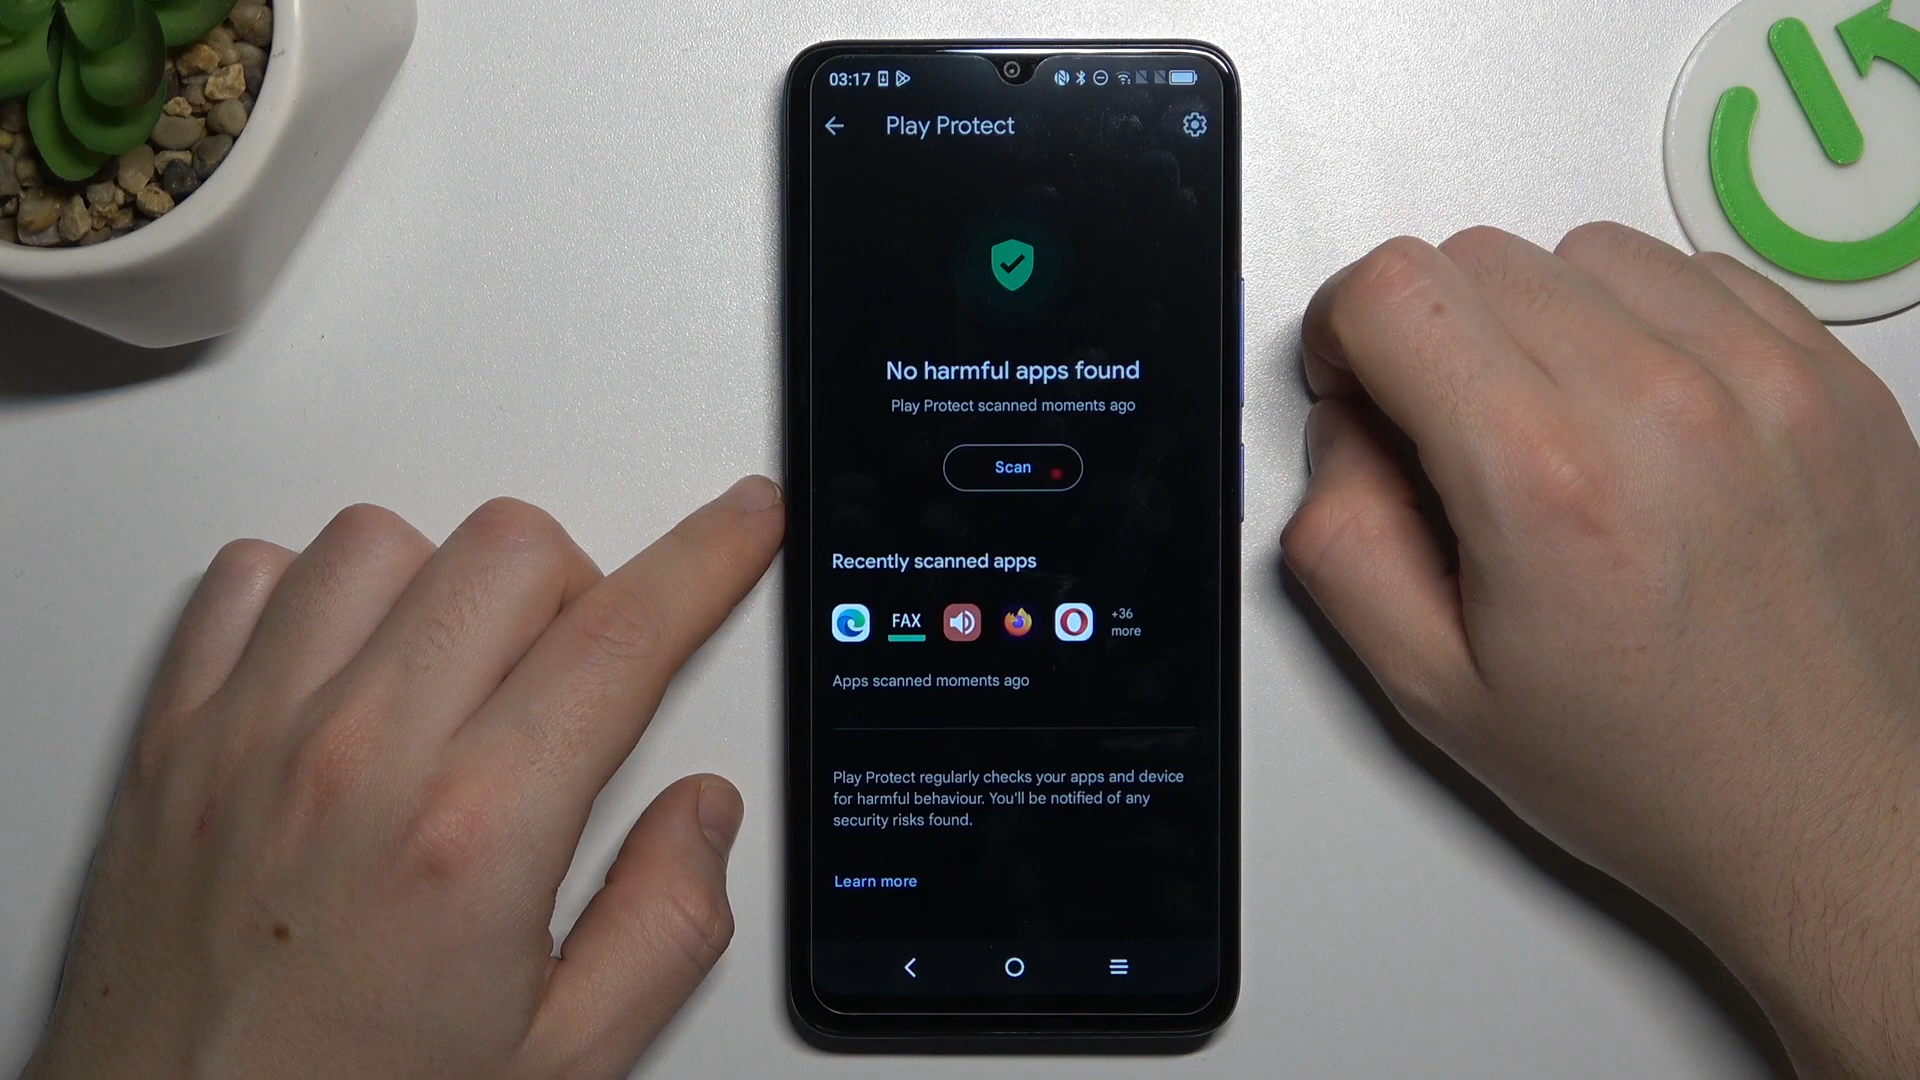 03:17
Play Protect
No harmful apps found
Play Protect scanned moments ago
Scan
Recently scanned apps
FAX
+36
more
Apps scanned moments ago
Play Protect regularly checks your apps and device
for harmful behaviour. You'll be notified of any
security risks found.
Learn more